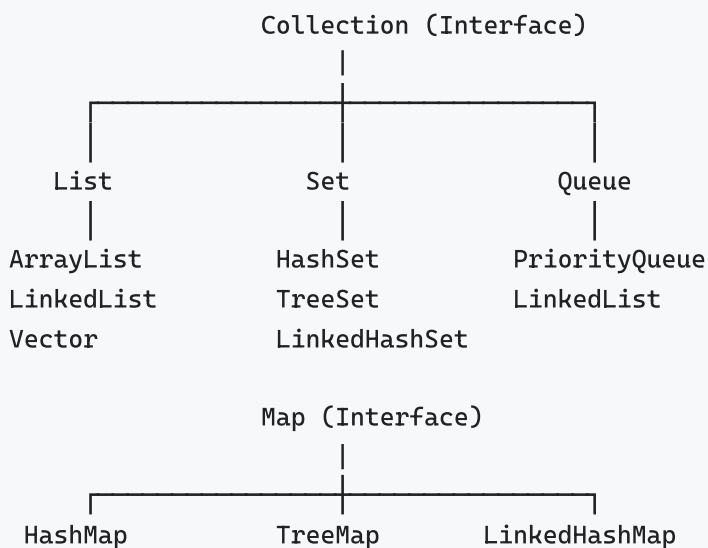 Collection (Interface)
List Set Queue
ArrayList HashSet PriorityQueue
LinkedList TreeSet LinkedList
Vector LinkedHashSet
Map (Interface)
HashMap TreeMap LinkedHashMap